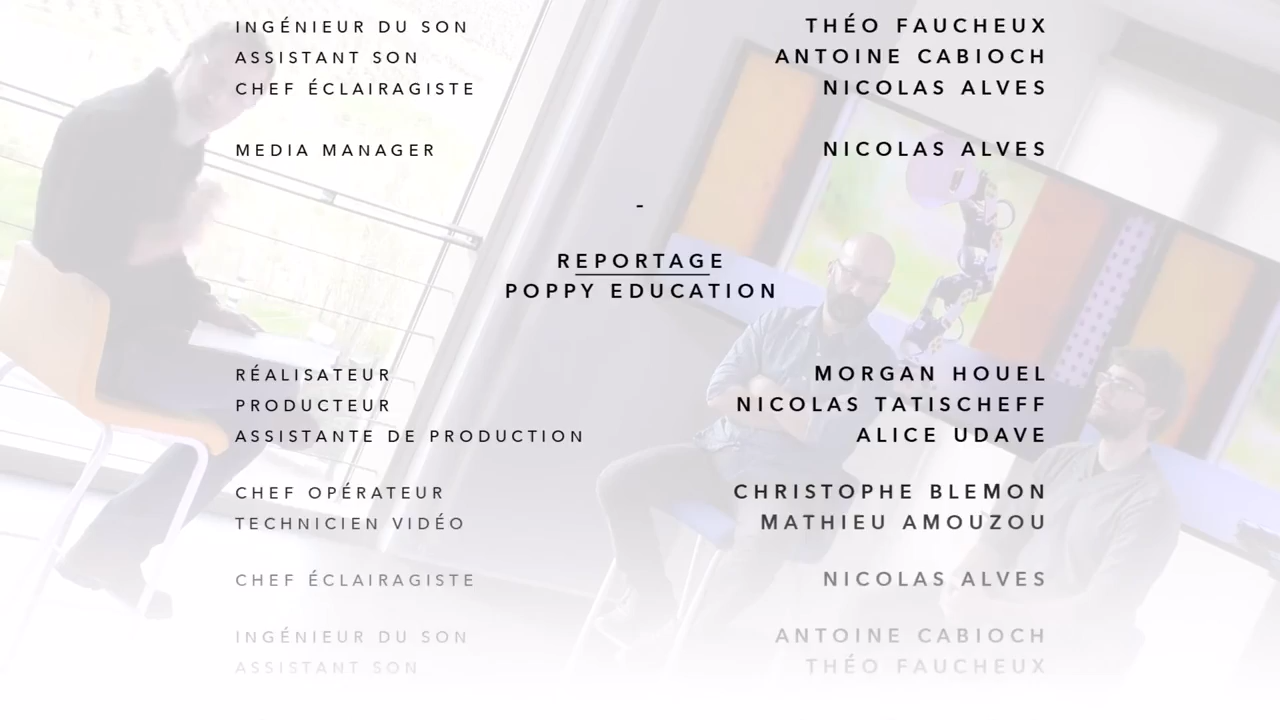 INGÉNIEUR DU SON THÉO FAUCHEUX
ASSISTANT SON ANTOINE CABIOCH
CHEF ÉCLAIRAGISTE NICOLAS ALVES
MEDIA MANAGER NICOLAS ALVES
-
REPORTAGE
POPPY EDUCATION
RÉALISATEUR MORGAN HOUEL
PRODUCTEUR NICOLAS TATISCHEFF
ASSISTANTE DE PRODUCTION ALICE UDAVE
CHEF OPÉRATEUR CHRISTOPHE BLEMON
TECHNICIEN VIDÉO MATHIEU AMOUZOU
CHEF ÉCLAIRAGISTE NICOLAS ALVES
INGÉNIEUR DU SON ANTOINE CABIOCH
ASSISTANT SON THÉO FAUCHEUX